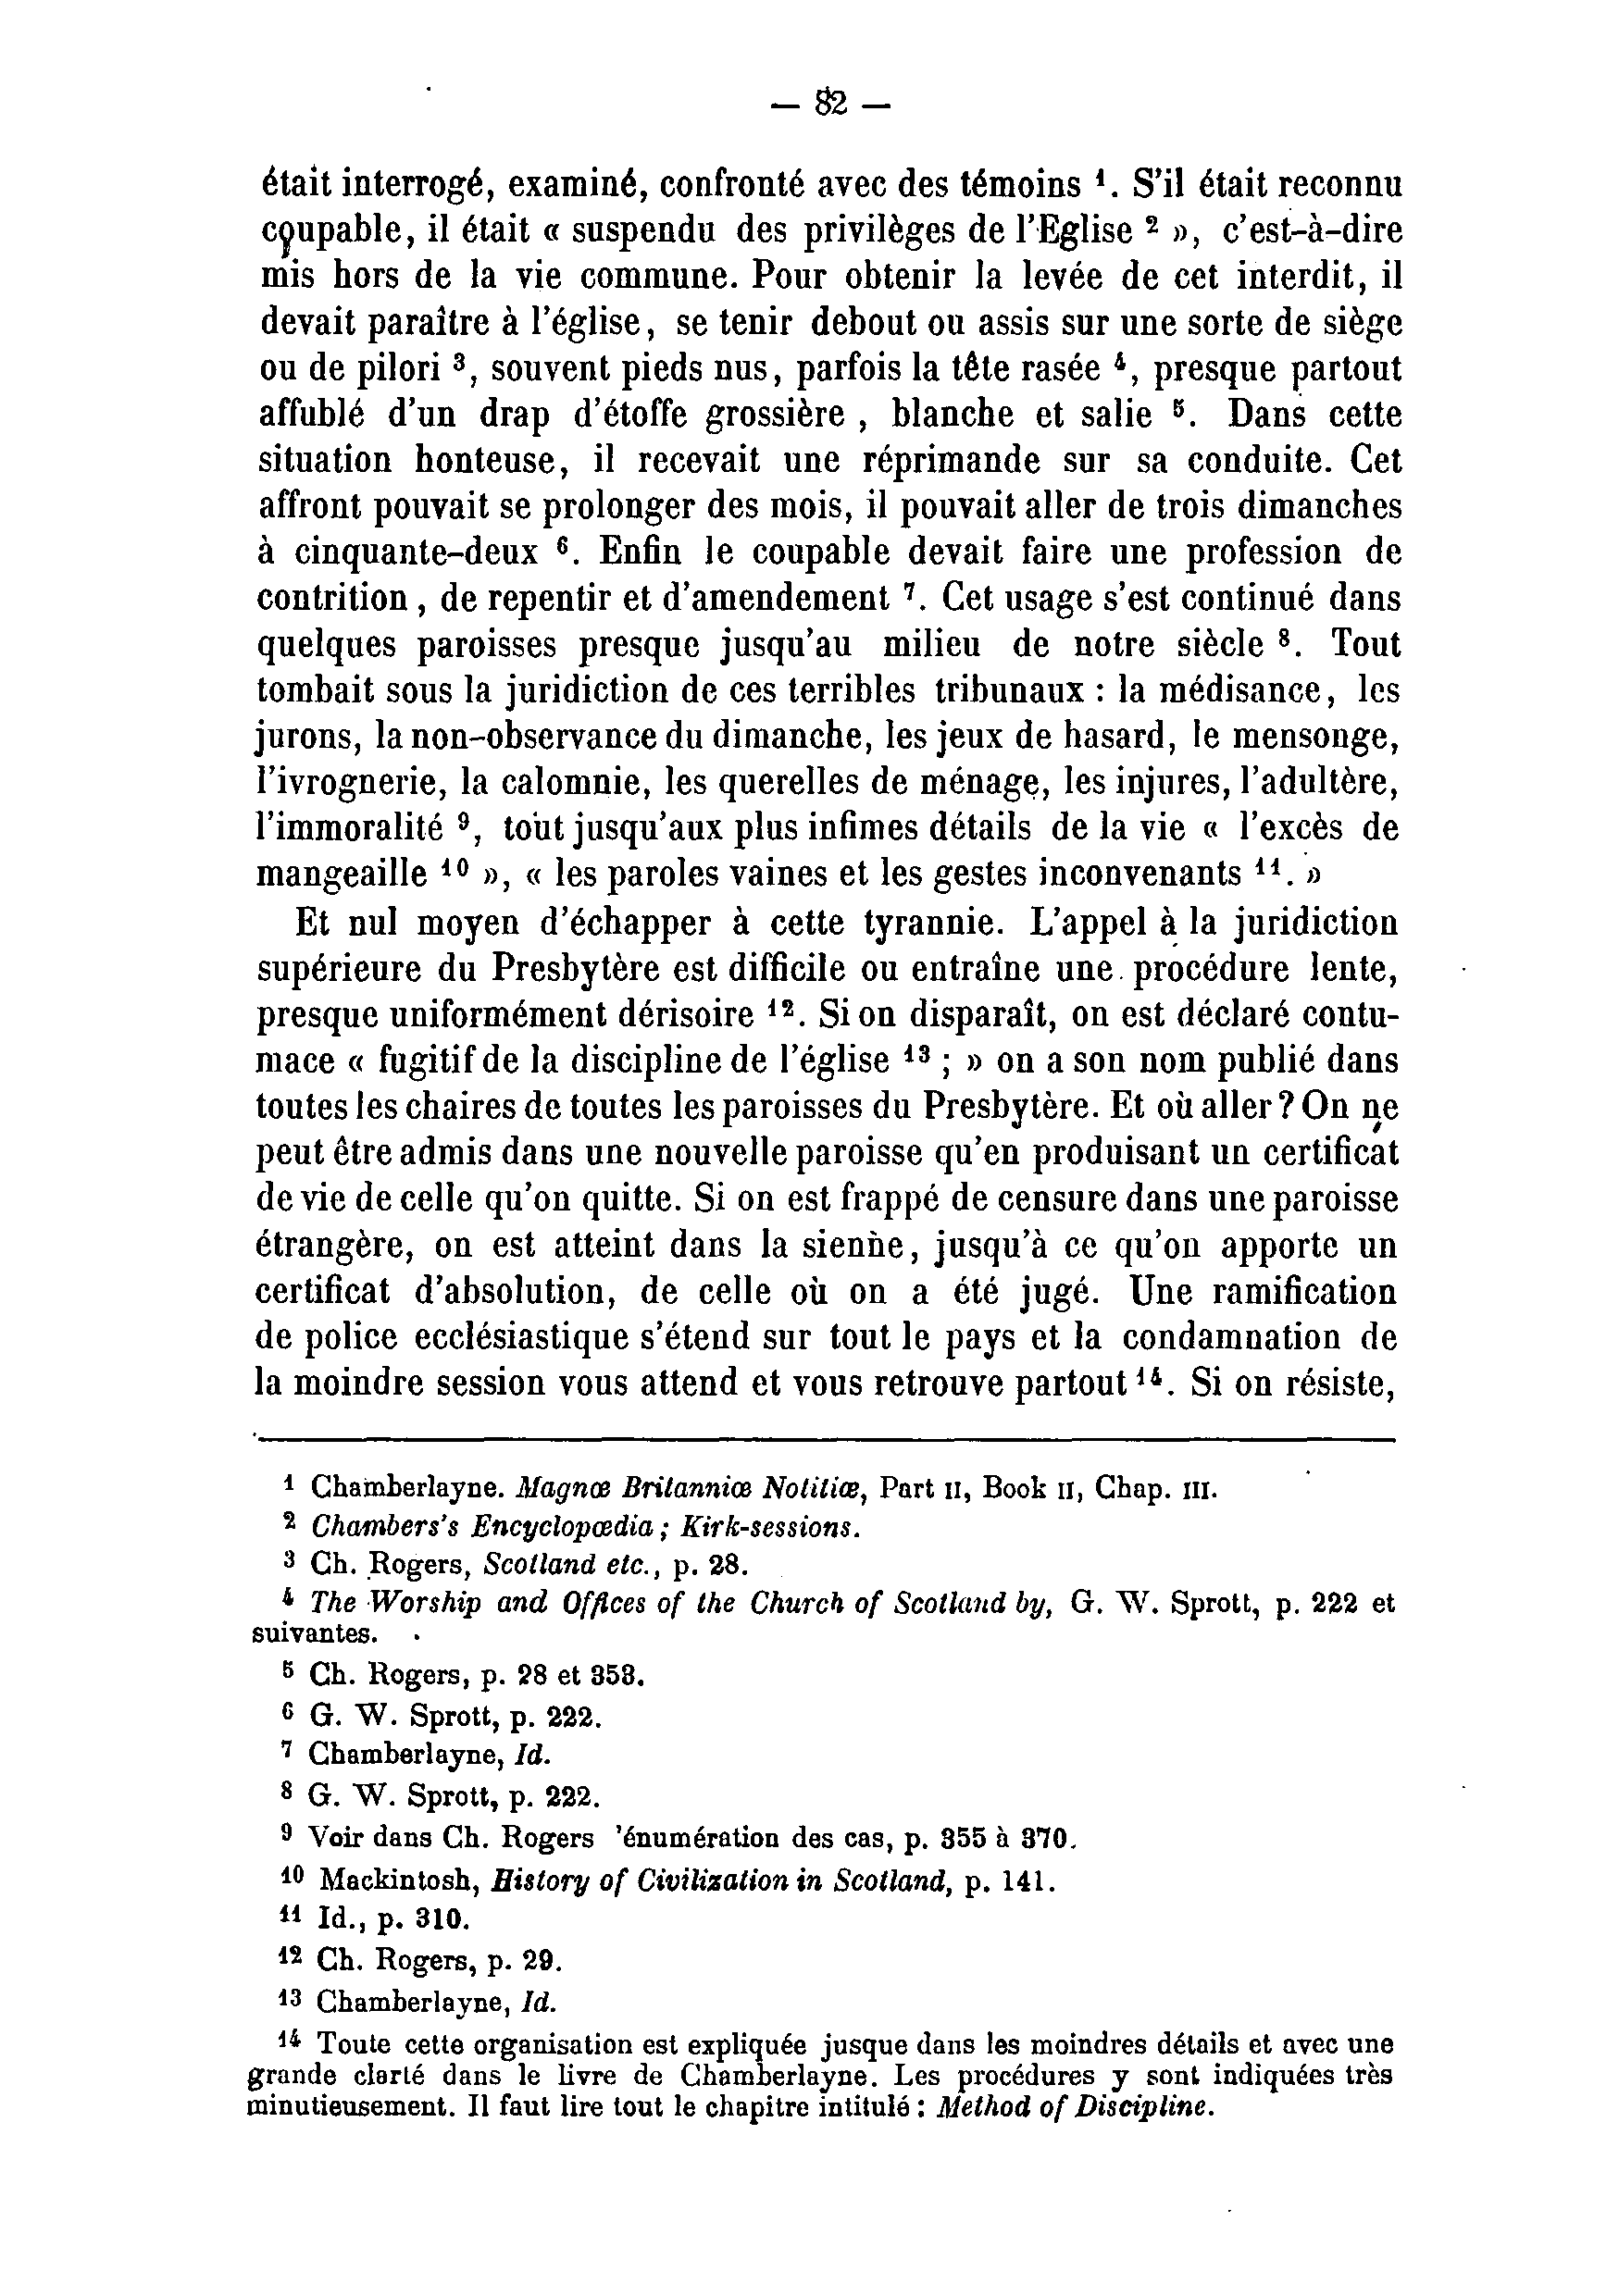 — 82 —
était interrogé, examiné, confronté avec des témoins ¹. S'il était reconnu
coupable, il était « suspendu des privilèges de l'Eglise ² », c'est-à-dire
mis hors de la vie commune. Pour obtenir la levée de cet interdit, il
devait paraître à l'église, se tenir debout ou assis sur une sorte de siège
ou de pilori ³, souvent pieds nus, parfois la tête rasée ⁴, presque partout
affublé d'un drap d'étoffe grossière , blanche et salie ⁵. Dans cette
situation honteuse, il recevait une réprimande sur sa conduite. Cet
affront pouvait se prolonger des mois, il pouvait aller de trois dimanches
à cinquante-deux ⁶. Enfin le coupable devait faire une profession de
contrition , de repentir et d'amendement ⁷. Cet usage s'est continué dans
quelques paroisses presque jusqu'au milieu de notre siècle ⁸. Tout
tombait sous la juridiction de ces terribles tribunaux : la médisance, les
jurons, la non-observance du dimanche, les jeux de hasard, le mensonge,
l'ivrognerie, la calomnie, les querelles de ménage, les injures, l'adultère,
l'immoralité ⁹, tout jusqu'aux plus infimes détails de la vie « l'excès de
mangeaille ¹⁰ », « les paroles vaines et les gestes inconvenants ¹¹. »
Et nul moyen d'échapper à cette tyrannie. L'appel à la juridiction
supérieure du Presbytère est difficile ou entraîne une procédure lente,
presque uniformément dérisoire ¹². Si on disparaît, on est déclaré contu-
mace « fugitif de la discipline de l'église ¹³ ; » on a son nom publié dans
toutes les chaires de toutes les paroisses du Presbytère. Et où aller ? On ne
peut être admis dans une nouvelle paroisse qu'en produisant un certificat
de vie de celle qu'on quitte. Si on est frappé de censure dans une paroisse
étrangère, on est atteint dans la sienne, jusqu'à ce qu'on apporte un
certificat d'absolution, de celle où on a été jugé. Une ramification
de police ecclésiastique s'étend sur tout le pays et la condamnation de
la moindre session vous attend et vous retrouve partout ¹⁴. Si on résiste,
¹ Chamberlayne. Magnœ Britanniœ Notitiœ, Part II, Book II, Chap. III.
² Chambers's Encyclopœdia ; Kirk-sessions.
³ Ch. Rogers, Scotland etc., p. 28.
⁴ The Worship and Offices of the Church of Scotland by, G. W. Sprott, p. 222 et
suivantes.
⁵ Ch. Rogers, p. 28 et 353.
⁶ G. W. Sprott, p. 222.
⁷ Chamberlayne, Id.
⁸ G. W. Sprott, p. 222.
⁹ Voir dans Ch. Rogers 'énumération des cas, p. 355 à 370.
¹⁰ Mackintosh, History of Civilization in Scotland, p. 141.
¹¹ Id., p. 310.
¹² Ch. Rogers, p. 29.
¹³ Chamberlayne, Id.
¹⁴ Toute cette organisation est expliquée jusque dans les moindres détails et avec une
grande clarté dans le livre de Chamberlayne. Les procédures y sont indiquées très
minutieusement. Il faut lire tout le chapitre intitulé : Method of Discipline.